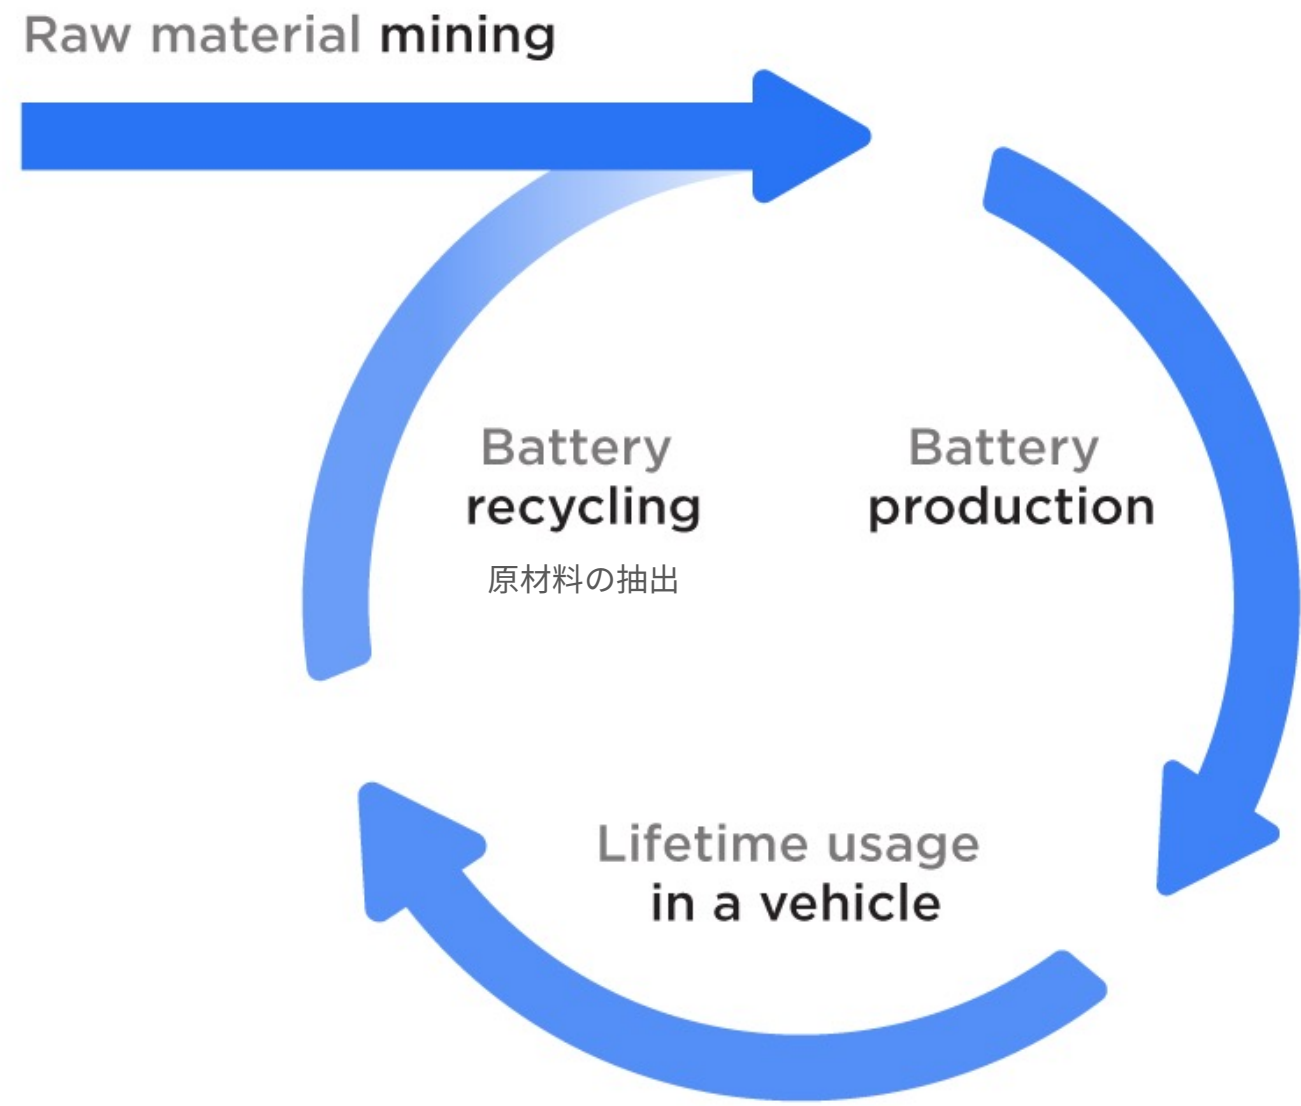 Raw material mining
Battery
recycling
原材料の抽出
Battery
production
Lifetime usage
in a vehicle